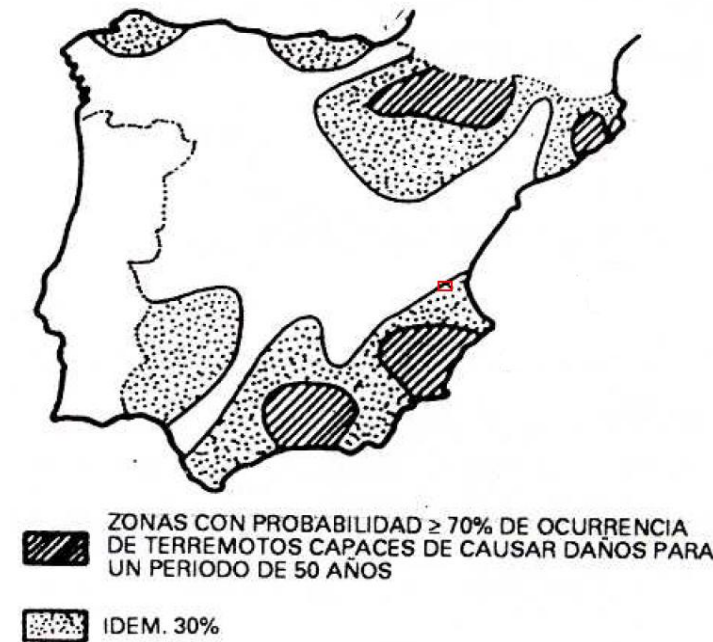 ZONAS CON PROBABILIDAD ≥ 70% DE OCURRENCIA
DE TERREMOTOS CAPACES DE CAUSAR DAÑOS PARA
UN PERIODO DE 50 AÑOS
IDEM. 30%